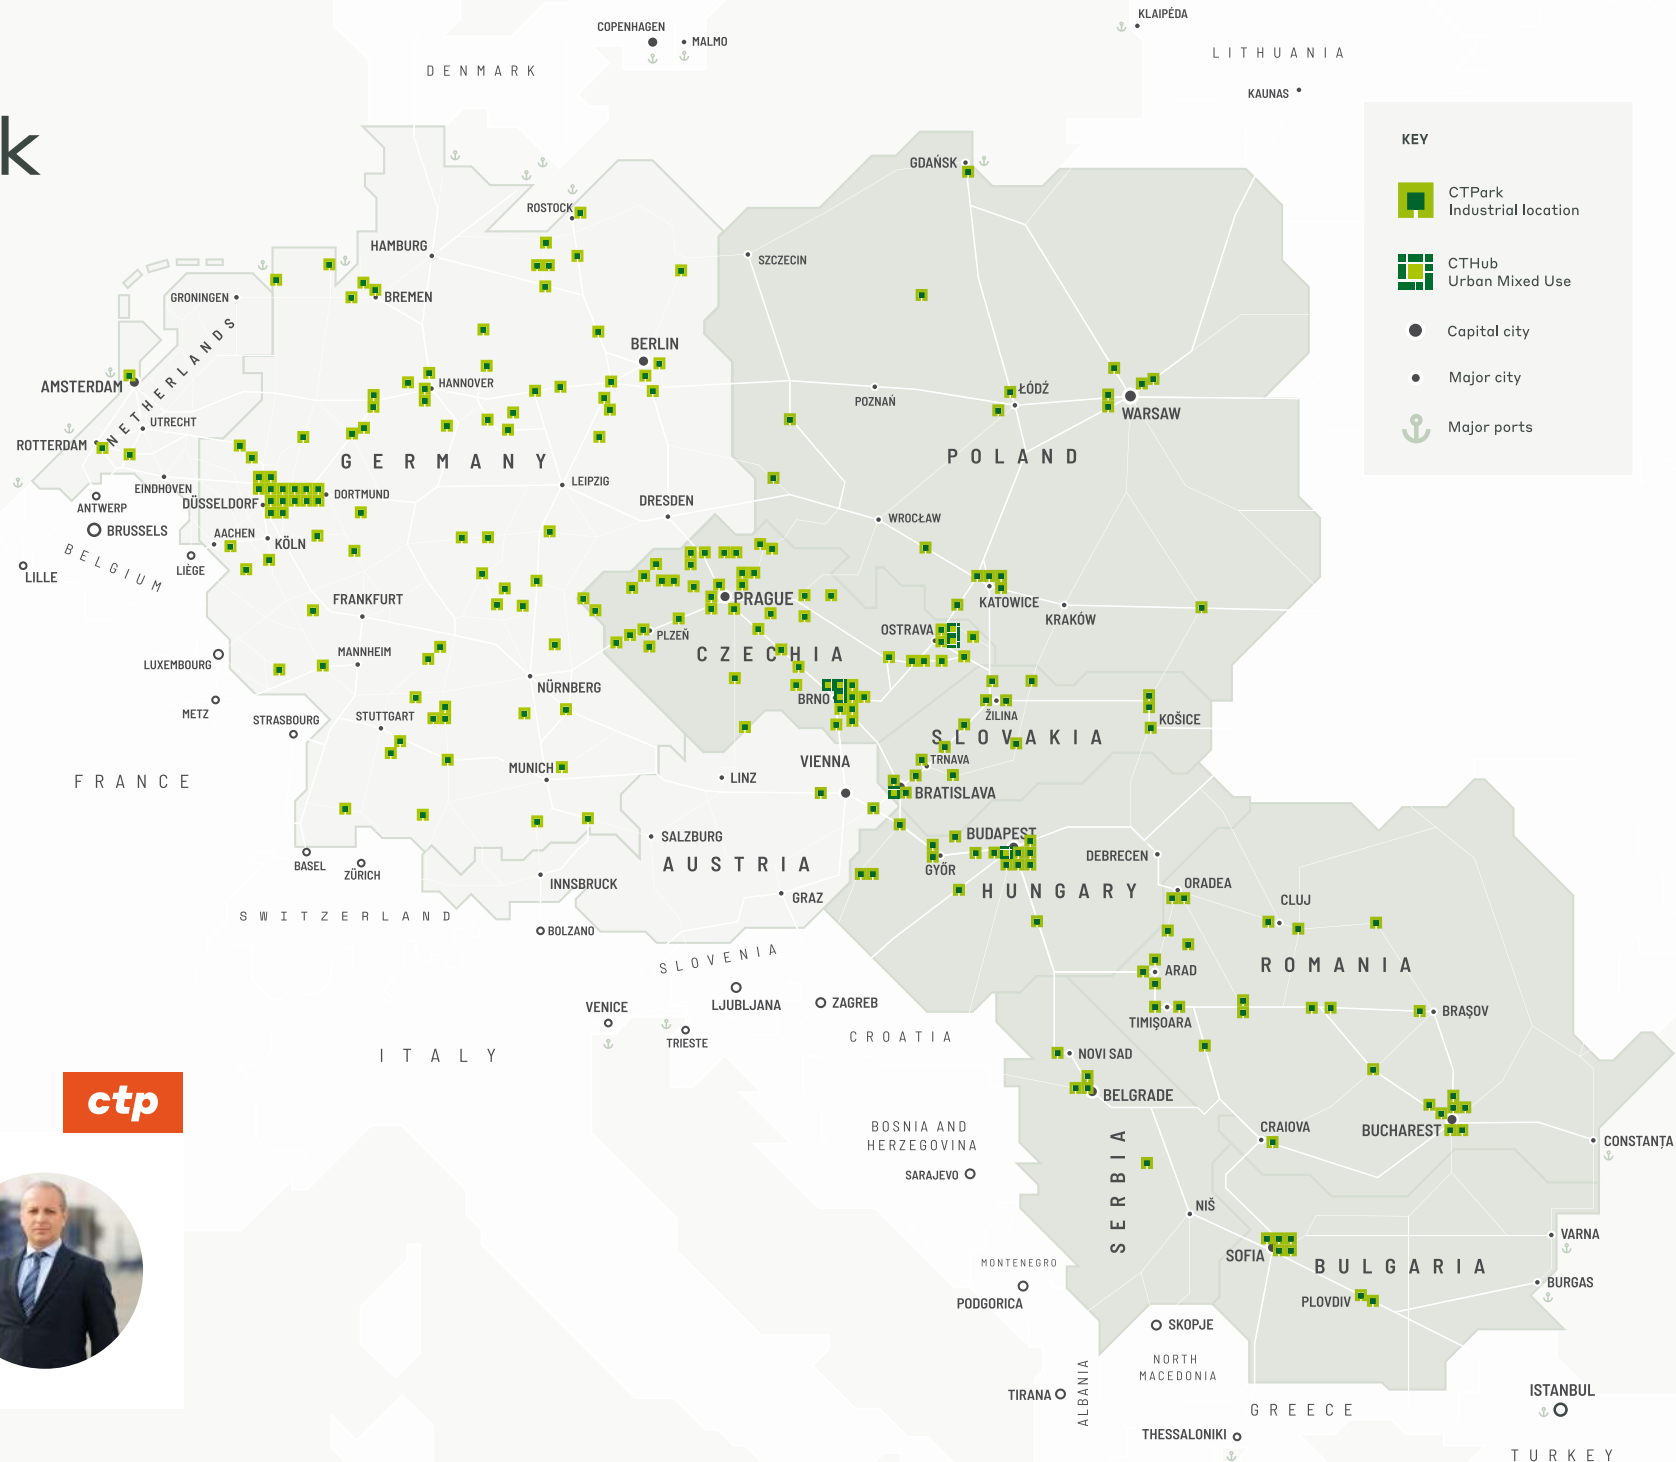 k
COPENHAGEN
MALMO
KLAIPÉDA
LITHUANIA
DENMARK
KAUNAS
KEY
CTPark
Industrial location
CTHub
Urban Mixed Use
Capital city
Major city
Major ports
GDAŃSK
ROSTOCK
HAMBURG
SZCZECIN
GRONINGEN
BREMEN
NETHERLANDS
BERLIN
AMSTERDAM
HANNOVER
POZNAŃ
ŁÓDŹ
WARSAW
UTRECHT
ROTTERDAM
GERMANY
POLAND
EINDHOVEN
DÜSSELDORF
DORTMUND
LEIPZIG
DRESDEN
ANTWERP
BRUSSELS
WROCŁAW
AACHEN
KÖLN
BELGIUM
LIÈGE
LILLE
FRANKFURT
PRAGUE
KATOWICE
KRAKÓW
OSTRAVA
PLZEŇ
CZECHIA
LUXEMBOURG
MANNHEIM
NÜRNBERG
METZ
STRASBOURG
STUTTGART
BRNO
ŽILINA
KOŠICE
SLOVAKIA
VIENNA
TRNAVA
FRANCE
MUNICH
LINZ
BRATISLAVA
SALZBURG
BUDAPEST
DEBRECEN
BASEL
ZÜRICH
AUSTRIA
GYŐR
INNSBRUCK
GRAZ
HUNGARY
ORADEA
CLUJ
SWITZERLAND
BOLZANO
SLOVENIA
ROMANIA
ARAD
LJUBLJANA
ZAGREB
VENICE
TRIESTE
CROATIA
TIMIŞOARA
BRAŞOV
ITALY
NOVI SAD
BELGRADE
ctp
BOSNIA AND
HERZEGOVINA
SARAJEVO
SERBIA
CRAIOVA
BUCHAREST
CONSTANȚA
NIŠ
VARNA
SOFIA
BULGARIA
MONTENEGRO
PODGORICA
BURGAS
PLOVDIV
SKOPJE
NORTH
MACEDONIA
TIRANA
ALBANIA
ISTANBUL
GREECE
THESSALONIKI
TURKEY